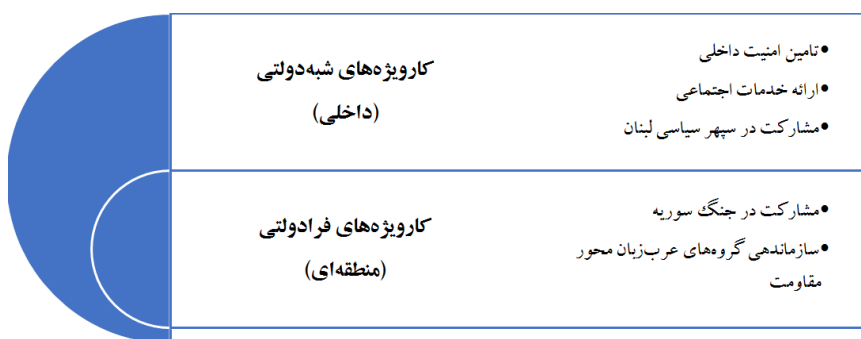 کارویژه‌های شبه‌دولتی
(داخلی)
•تامین امنیت داخلی
•ارائه خدمات اجتماعی
•مشارکت در سپهر سیاسی لبنان
کارویژه‌های فرادولتی
(منطقه‌ای)
•مشارکت در جنگ سوریه
•سازماندهی گروه‌های عرب‌زبان محور
مقاومت